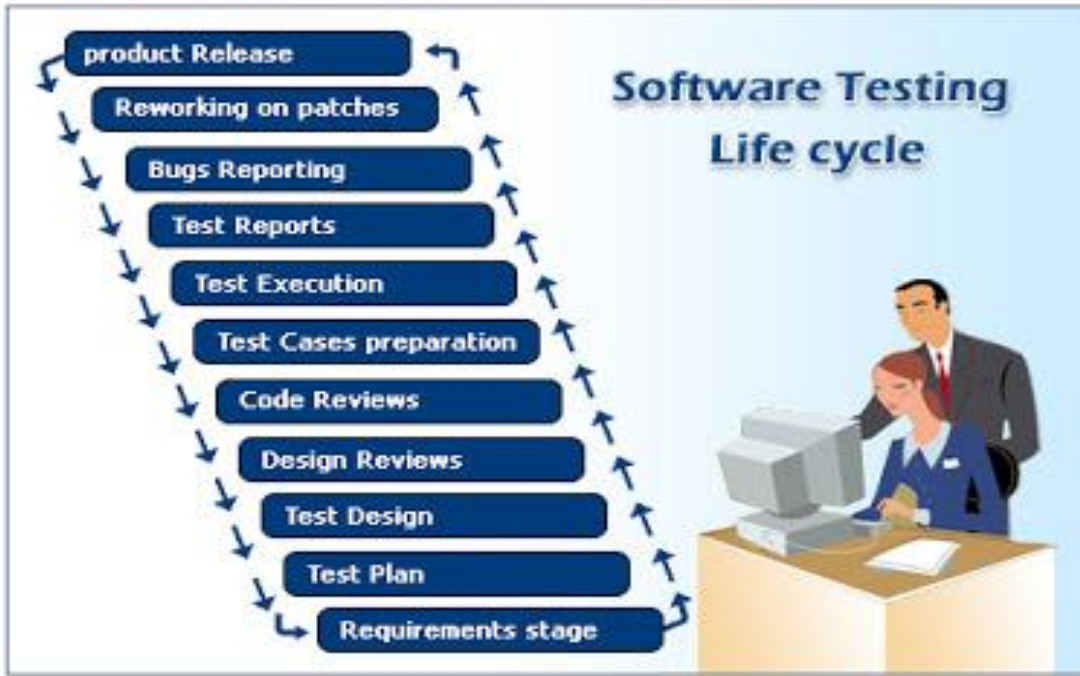 product Release
Reworking on patches
Bugs Reporting
Test Reports
Test Execution
Test Cases preparation
Code Reviews
Design Reviews
Test Design
Test Plan
Requirements stage
Software Testing
Life cycle